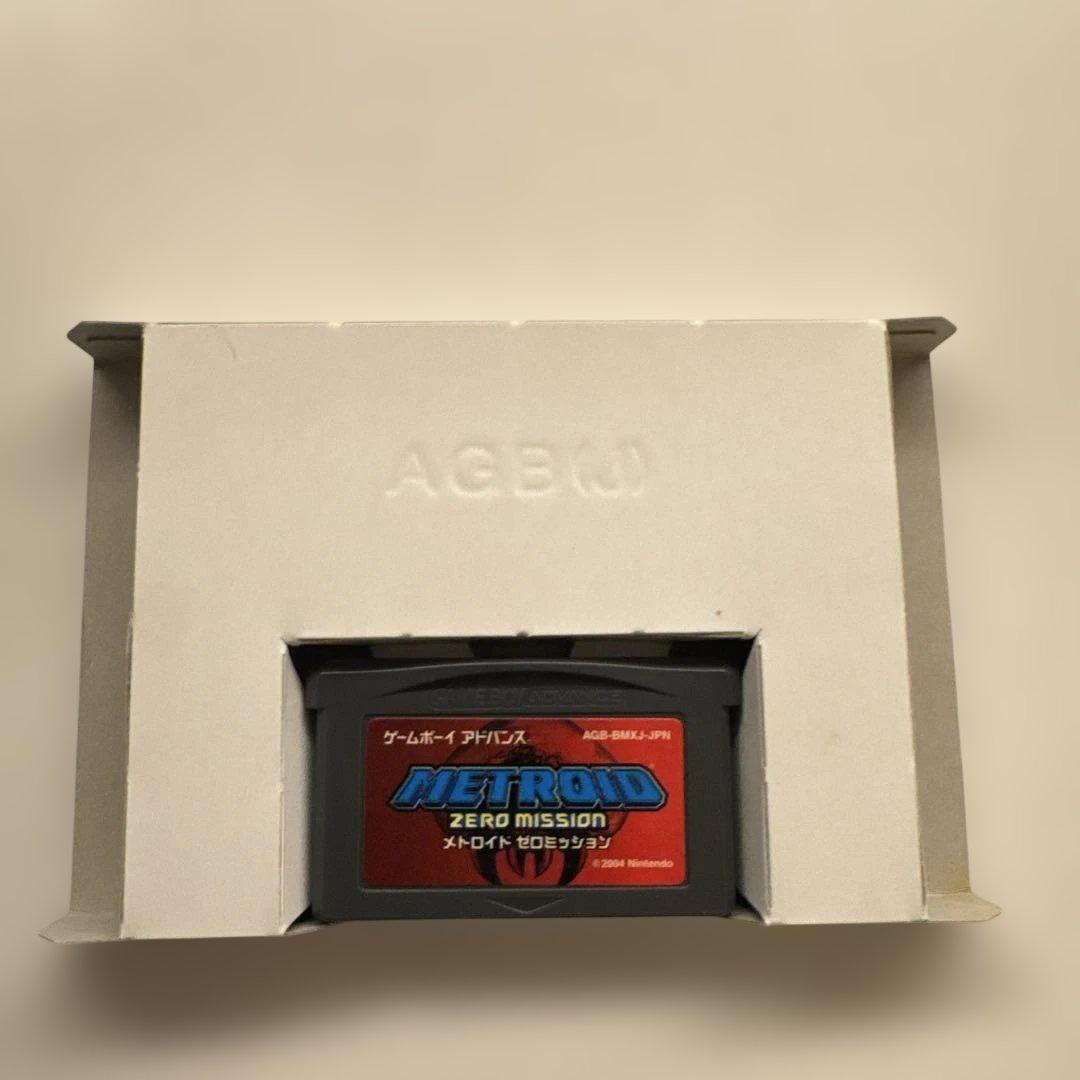 AGB(J)
GAME BOY ADVANCE
ゲームボーイ アドバンス AGB-BMXJ-JPN
METROID
ZERO MISSION
メトロイド ゼロミッション
©2004 Nintendo